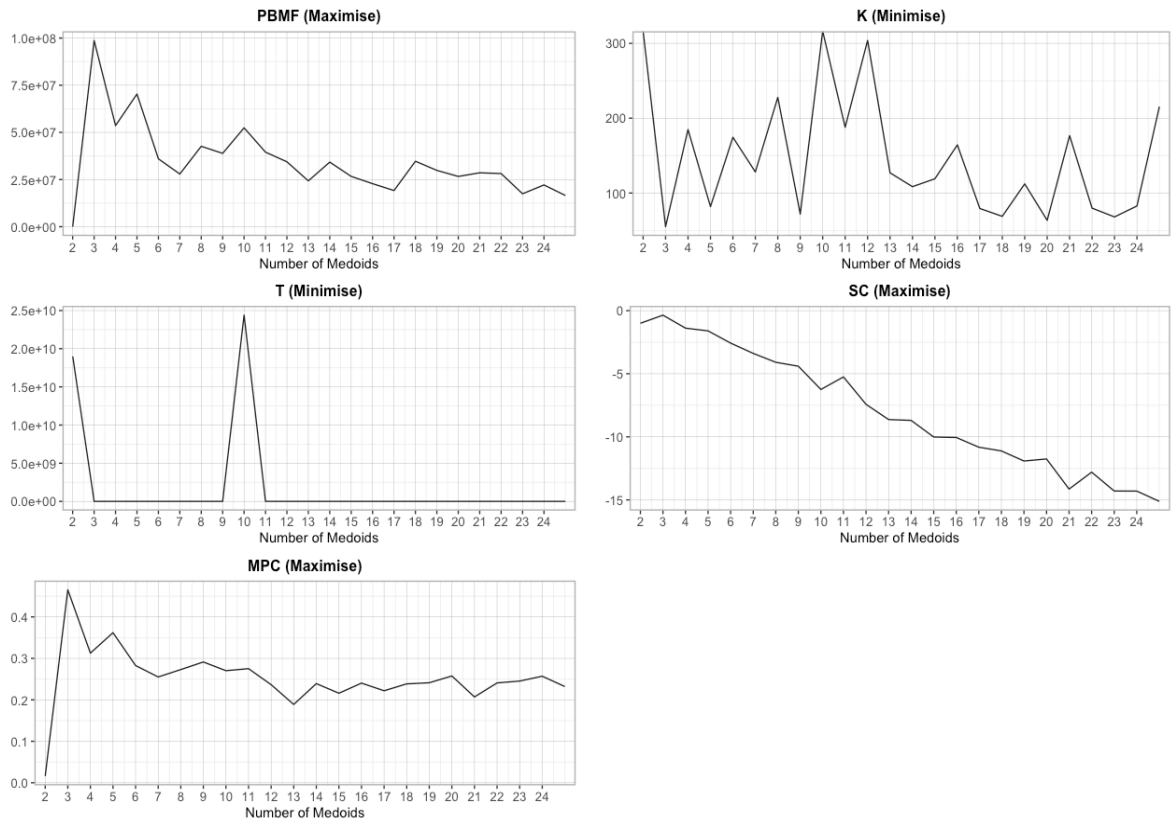 PBMF (Maximise)
1.0e+08
7.5e+07
5.0e+07
2.5e+07
0.0e+00
2 3 4 5 6 7 8 9 10 11 12 13 14 15 16 17 18 19 20 21 22 23 24
Number of Medoids
K (Minimise)
300
200
100
2 3 4 5 6 7 8 9 10 11 12 13 14 15 16 17 18 19 20 21 22 23 24
Number of Medoids
T (Minimise)
2.5e+10
2.0e+10
1.5e+10
1.0e+10
5.0e+09
0.0e+00
2 3 4 5 6 7 8 9 10 11 12 13 14 15 16 17 18 19 20 21 22 23 24
Number of Medoids
SC (Maximise)
0
-5
-10
-15
2 3 4 5 6 7 8 9 10 11 12 13 14 15 16 17 18 19 20 21 22 23 24
Number of Medoids
MPC (Maximise)
0.4
0.3
0.2
0.1
0.0
2 3 4 5 6 7 8 9 10 11 12 13 14 15 16 17 18 19 20 21 22 23 24
Number of Medoids